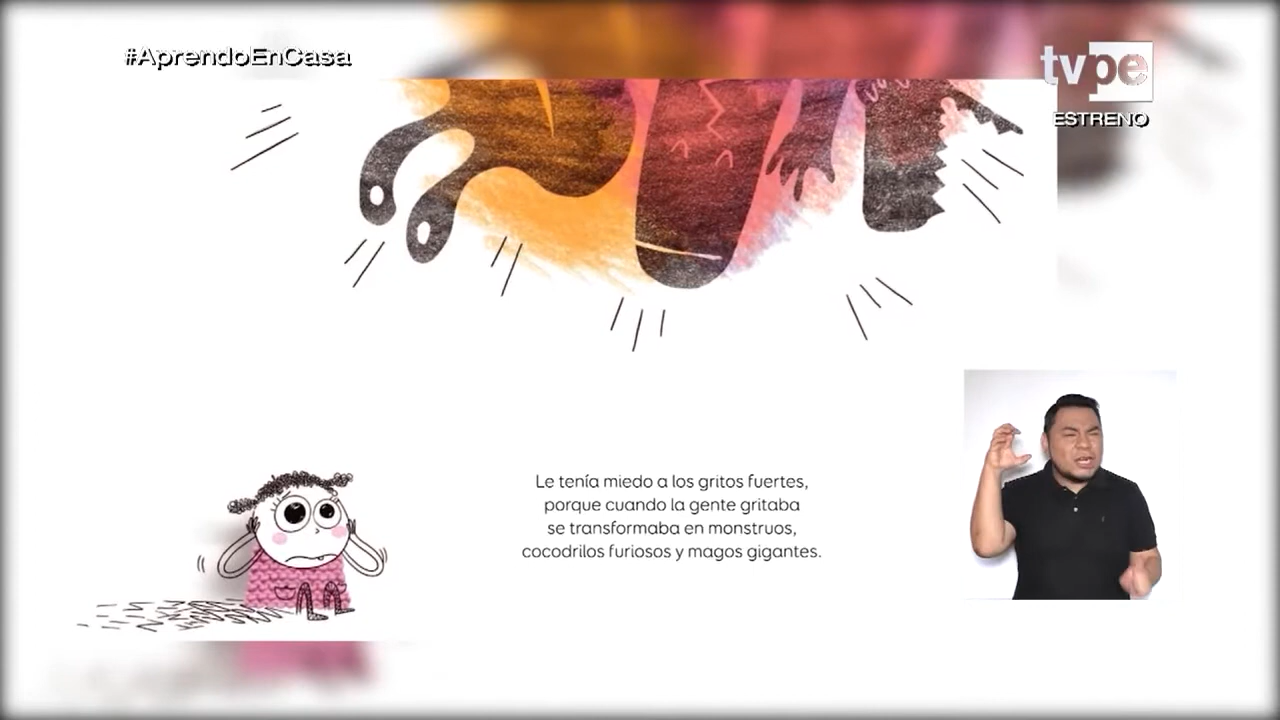 #AprendoEnCasa
tvpe
ESTRENO
Le tenía miedo a los gritos fuertes,
porque cuando la gente gritaba
se transformaba en monstruos,
cocodrilos furiosos y magos gigantes.